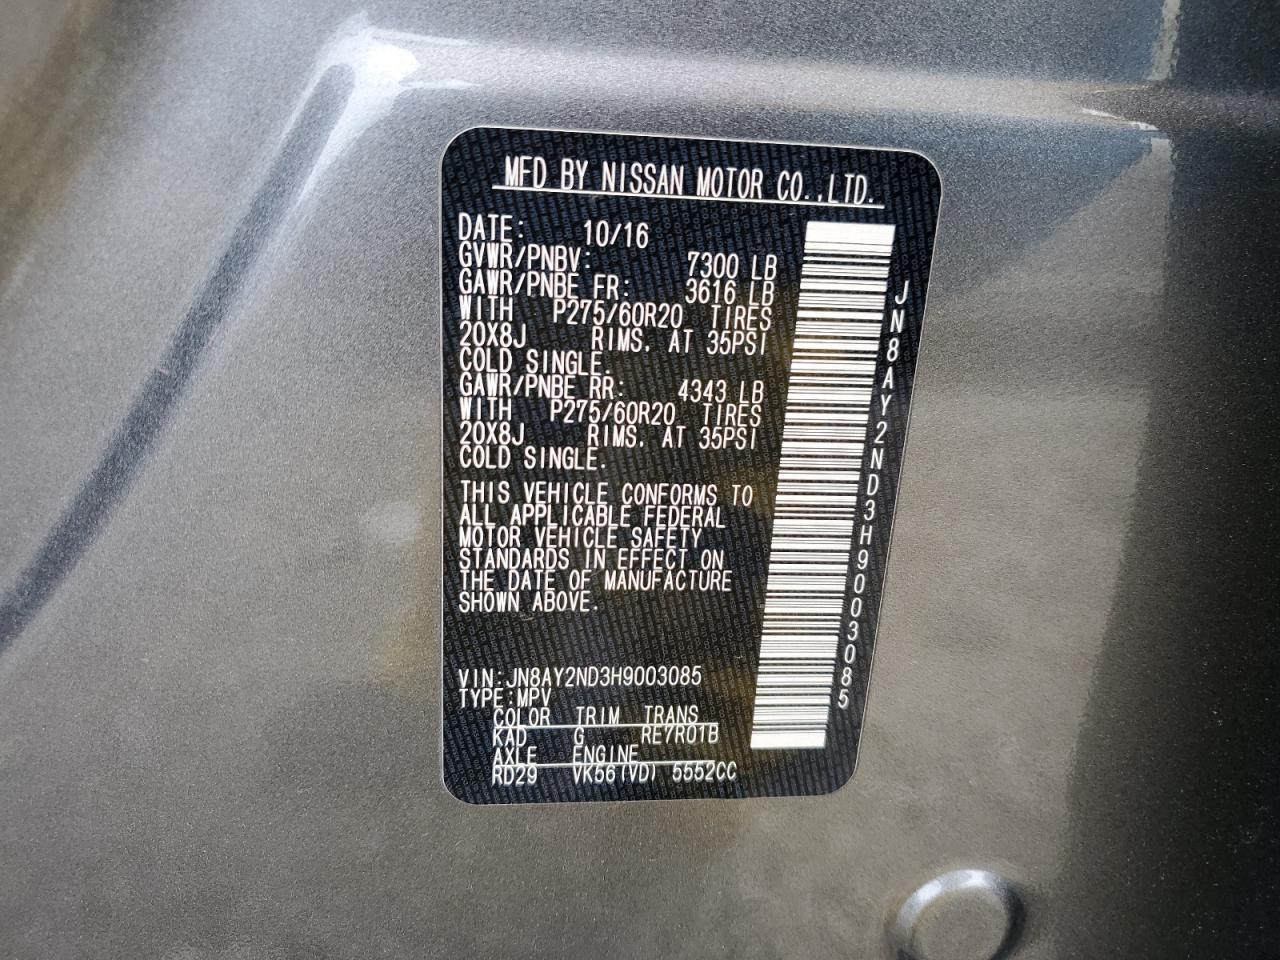 MFD BY NISSAN MOTOR CO.,LTD.
DATE: 10/16
GVWR/PNBV: 7300 LB
GAWR/PNBE FR: 3616 LB
WITH P275/60R20 TIRES
20X8J RIMS. AT 35PSI
COLD SINGLE.
GAWR/PNBE RR: 4343 LB
WITH P275/60R20 TIRES
20X8J RIMS. AT 35PSI
COLD SINGLE.
THIS VEHICLE CONFORMS TO
ALL APPLICABLE FEDERAL
MOTOR VEHICLE SAFETY
STANDARDS IN EFFECT ON
THE DATE OF MANUFACTURE
SHOWN ABOVE.
VIN:JN8AY2ND3H9003085
TYPE:MPV
COLOR TRIM TRANS
KAD G RE7R01B
AXLE ENGINE
RD29 VK56(VD) 5552CC
JN8AY2ND3H9003085